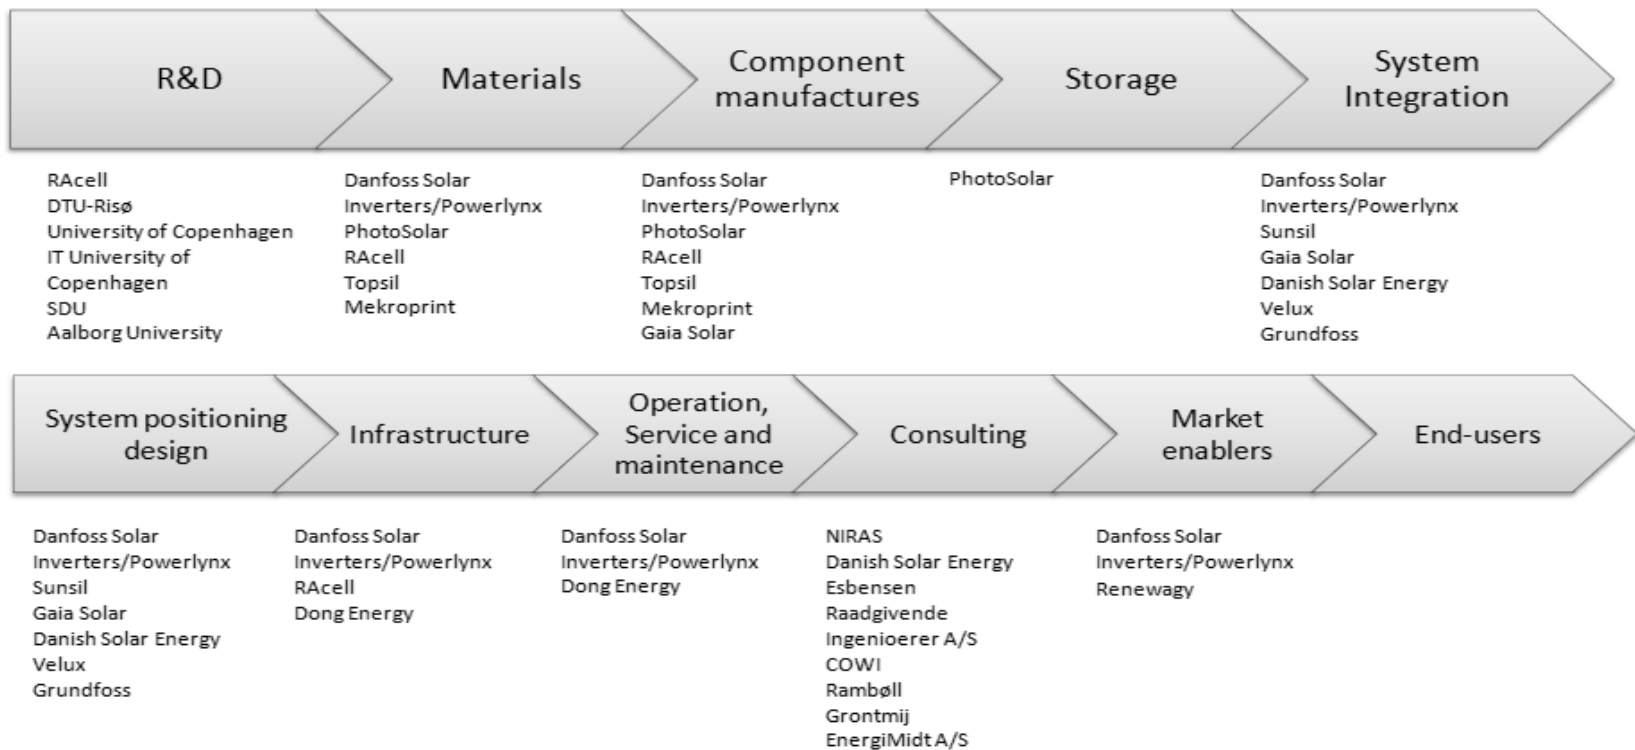 R&D
Materials
Component
manufactures
Storage
System
Integration
RAcell
DTU-Risø
University of Copenhagen
IT University of
Copenhagen
SDU
Aalborg University
Danfoss Solar
Inverters/Powerlynx
PhotoSolar
RAcell
Topsil
Mekroprint
Danfoss Solar
Inverters/Powerlynx
PhotoSolar
RAcell
Topsil
Mekroprint
Gaia Solar
PhotoSolar
Danfoss Solar
Inverters/Powerlynx
Sunsil
Gaia Solar
Danish Solar Energy
Velux
Grundfoss
System positioning
design
Infrastructure
Operation,
Service and
maintenance
Consulting
Market
enablers
End-users
Danfoss Solar
Inverters/Powerlynx
Sunsil
Gaia Solar
Danish Solar Energy
Velux
Grundfoss
Danfoss Solar
Inverters/Powerlynx
RAcell
Dong Energy
Danfoss Solar
Inverters/Powerlynx
Dong Energy
NIRAS
Danish Solar Energy
Esbensen
Raadgivende
Ingenioerer A/S
COWI
Rambøll
Grontmij
EnergiMidt A/S
Danfoss Solar
Inverters/Powerlynx
Renewagy